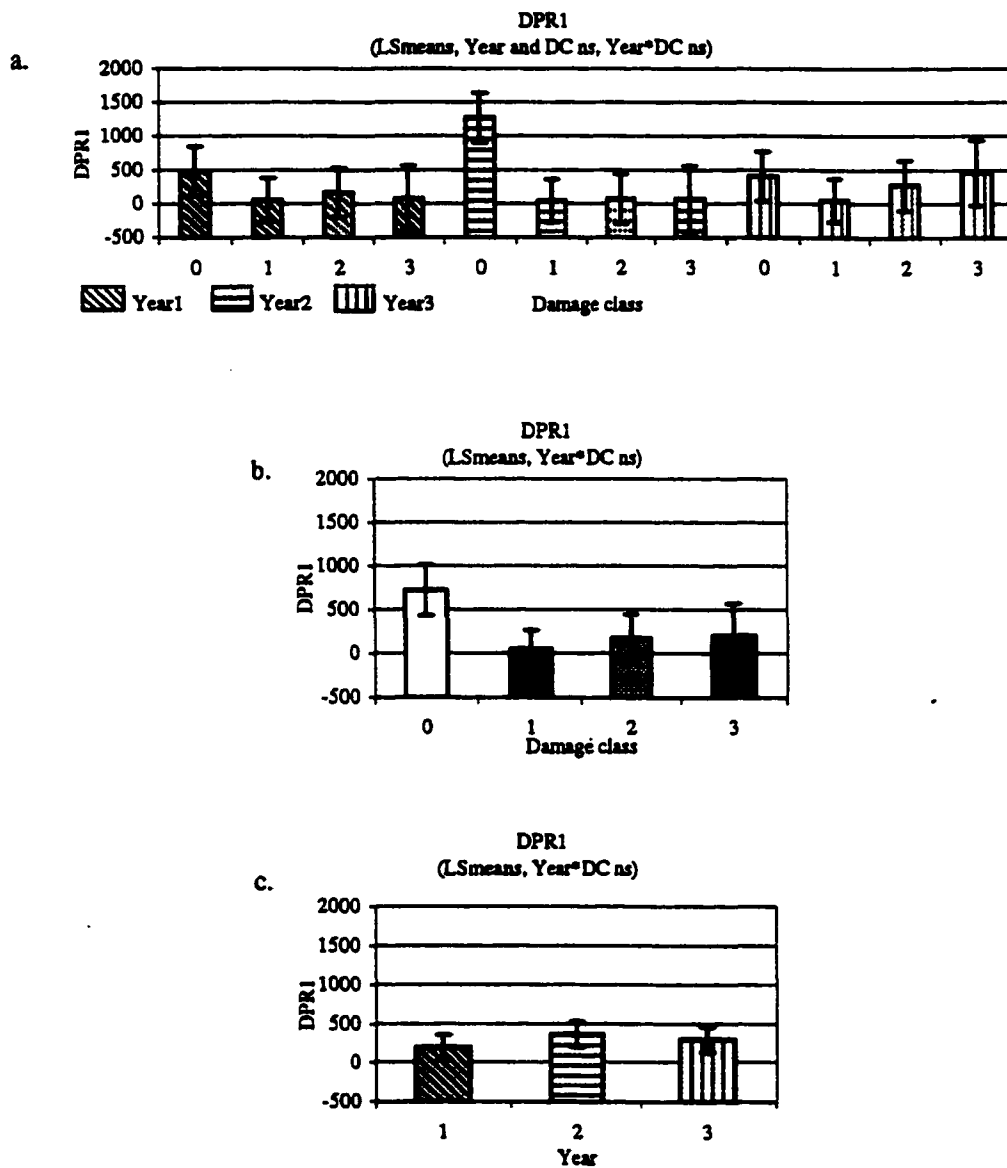 DPR1
(LSmeans, Year and DC ns, Year*DC ns)
a.
2000
1500
1000
500
0
-500
DPR1
0 1 2 3 0 1 2 3 0 1 2 3
Year1 Year2 Year3 Damage class
DPR1
(LSmeans, Year*DC ns)
b.
2000
1500
1000
500
0
-500
DPR1
0 1 2 3
Damage class
DPR1
(LSmeans, Year*DC ns)
c.
2000
1500
1000
500
0
-500
DPR1
1 2 3
Year